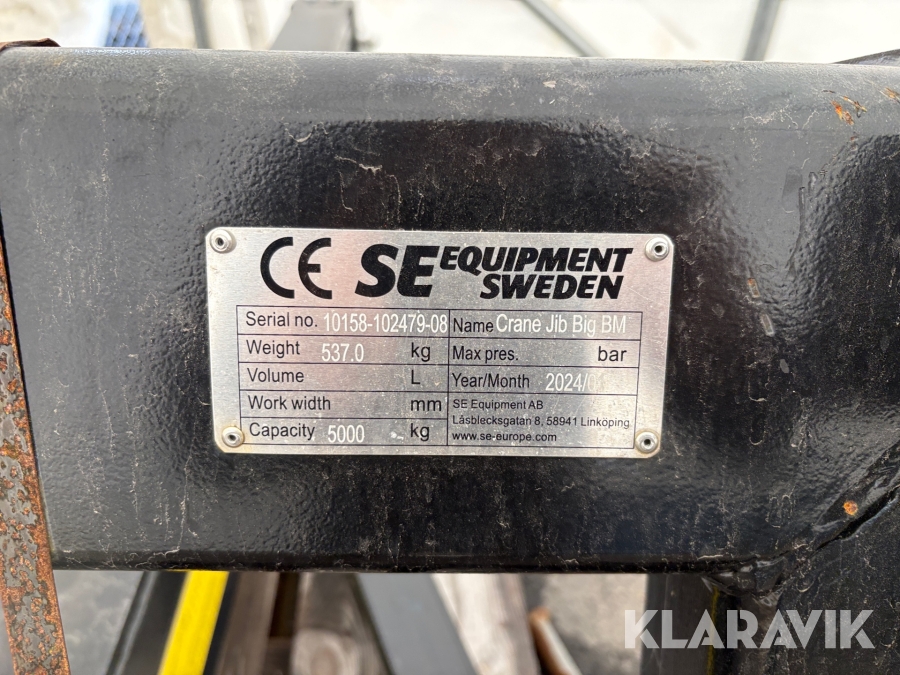 CE SE EQUIPMENT
SWEDEN
Serial no. 10158-102479-08 Name Crane Jib Big BM
Weight 537.0 kg Max pres. bar
Volume L Year/Month 2024/
Work width mm SE Equipment AB
Låsblecksgatan 8, 58941 Linköping
Capacity 5000 kg www.se-europe.com
KLARAVIK